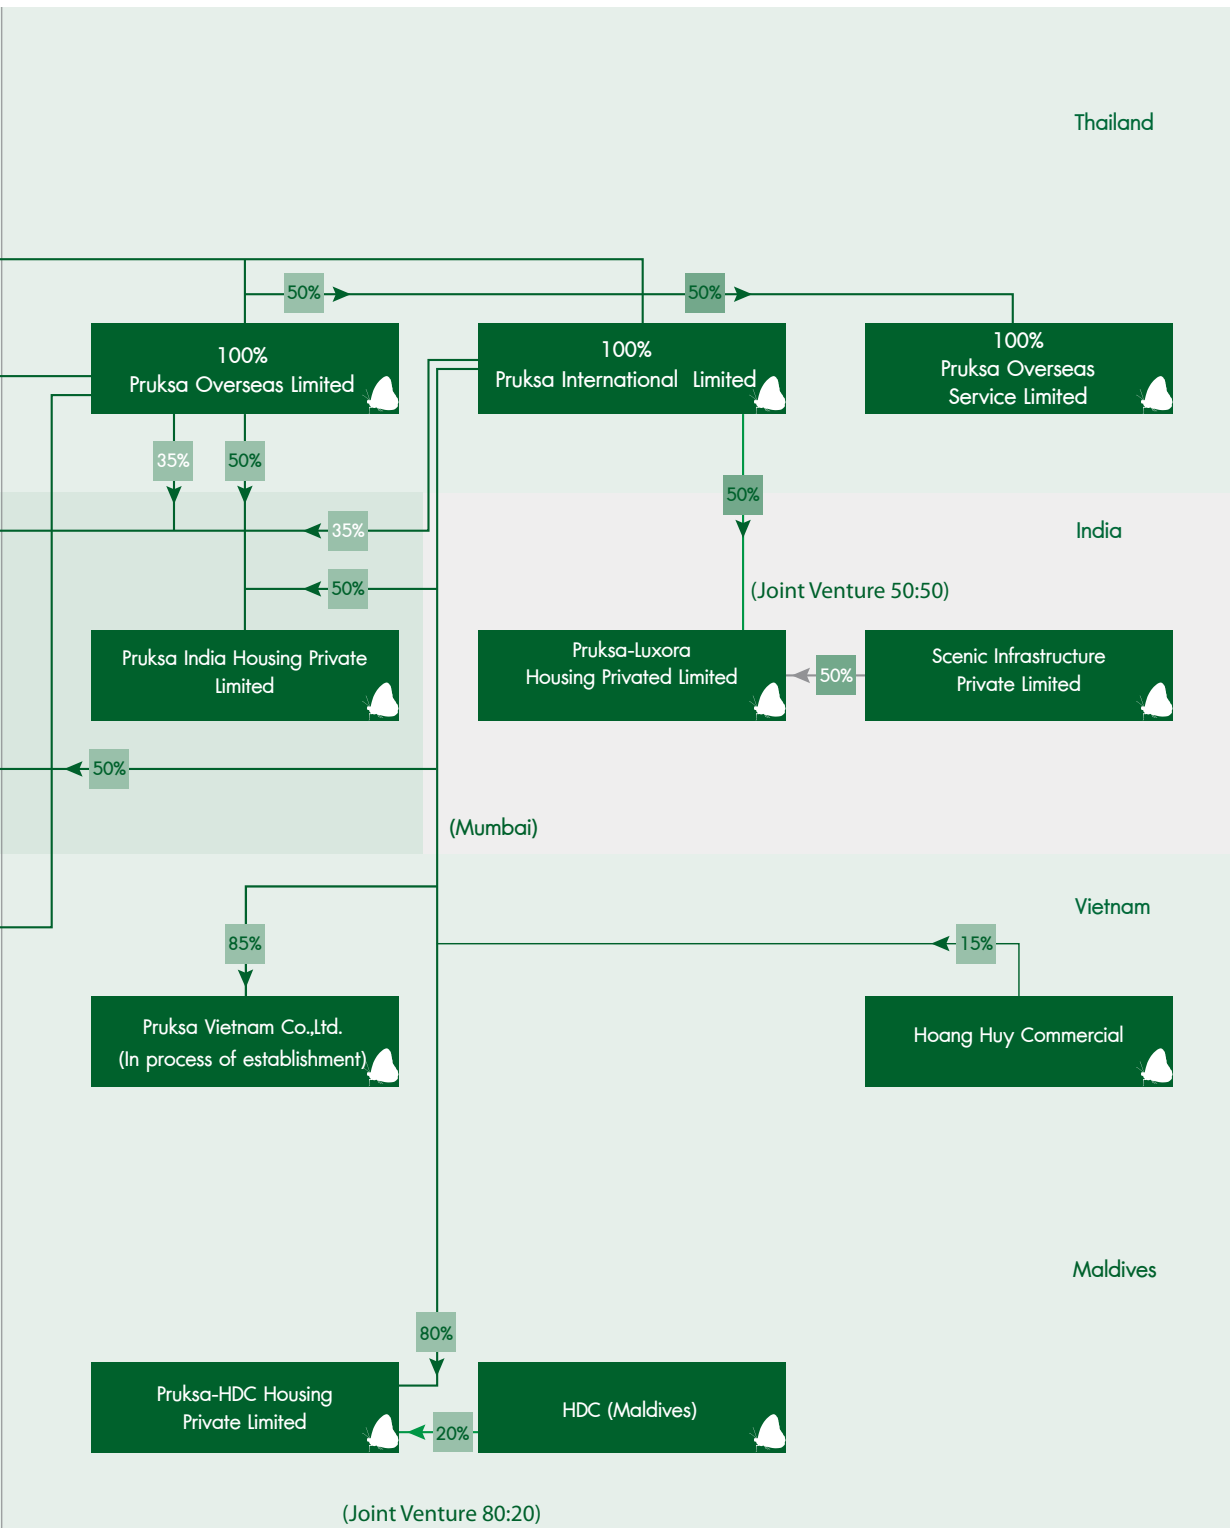 Thailand
50%
50%
100%
Pruksa Overseas Limited
100%
Pruksa International Limited
100%
Pruksa Overseas
Service Limited
35%
50%
50%
35%
India
50%
(Joint Venture 50:50)
Pruksa India Housing Private
Limited
Pruksa-Luxora
Housing Privated Limited
50%
Scenic Infrastructure
Private Limited
50%
(Mumbai)
Vietnam
85%
15%
Pruksa Vietnam Co.,Ltd.
(In process of establishment)
Hoang Huy Commercial
Maldives
80%
Pruksa-HDC Housing
Private Limited
20%
HDC (Maldives)
(Joint Venture 80:20)